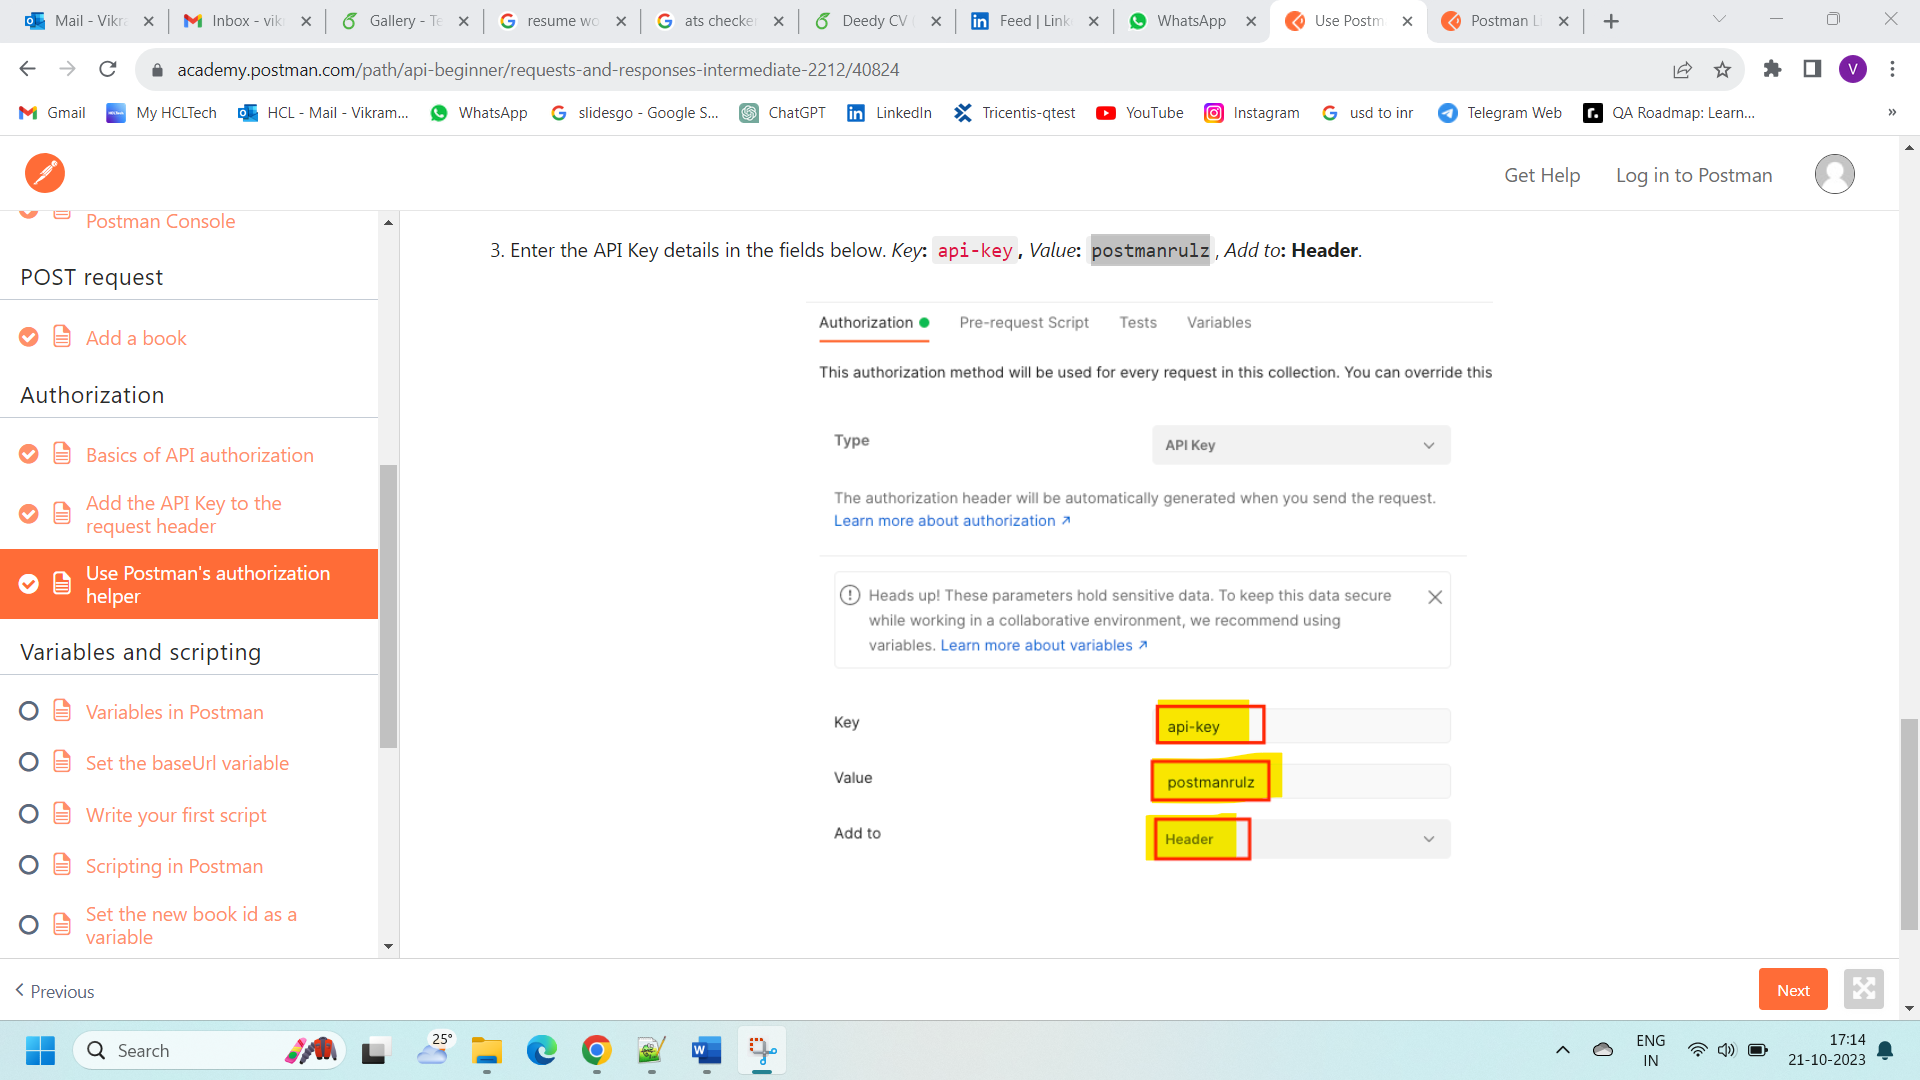 Mail - Vikra
Inbox - vik
Gallery - Te
resume wo
ats checke
Deedy CV
Feed | Link
WhatsApp
Use Postm
Postman Li
academy.postman.com/path/api-beginner/requests-and-responses-intermediate-2212/40824
V
Gmail
My HCLTech
HCL - Mail - Vikram...
WhatsApp
slidesgo - Google S...
ChatGPT
LinkedIn
Tricentis-qtest
YouTube
Instagram
usd to inr
Telegram Web
QA Roadmap: Learn...
»
Get Help
Log in to Postman
Postman Console
POST request
Add a book
Authorization
Basics of API authorization
Add the API Key to the
request header
Use Postman's authorization
helper
Variables and scripting
Variables in Postman
Set the baseUrl variable
Write your first script
Scripting in Postman
Set the new book id as a
variable
3. Enter the API Key details in the fields below. Key: api-key, Value: postmanrulz, Add to: Header.
Authorization
Pre-request Script
Tests
Variables
This authorization method will be used for every request in this collection. You can override this
Type
API Key
The authorization header will be automatically generated when you send the request.
Learn more about authorization ↗
Heads up! These parameters hold sensitive data. To keep this data secure
while working in a collaborative environment, we recommend using
variables. Learn more about variables ↗
Key
api-key
Value
postmanrulz
Add to
Header
Previous
Next
Search
25°
ENG
IN
17:14
21-10-2023